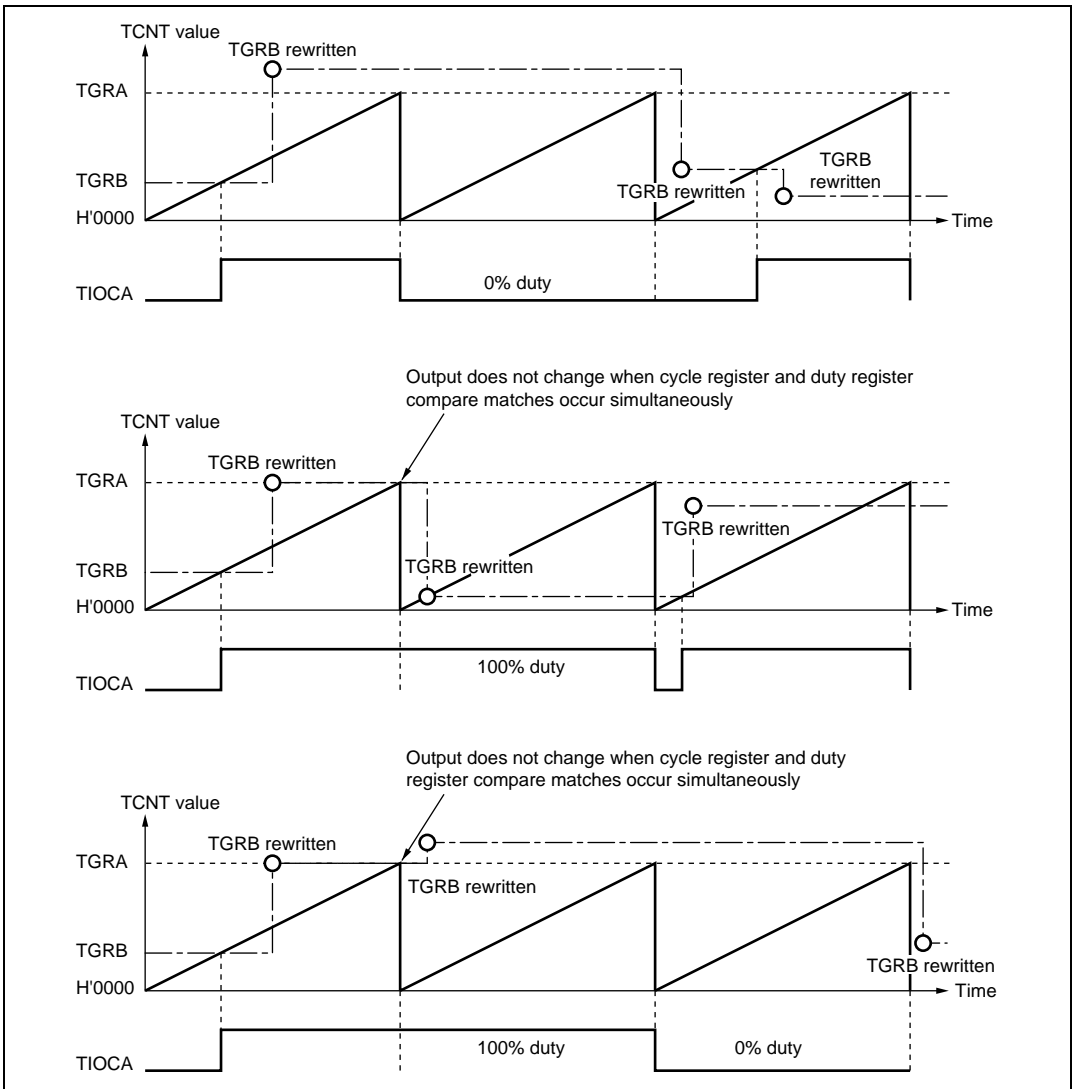 TCNT value
TGRB rewritten
TGRA
TGRB
rewritten
TGRB
TGRB rewritten
H'0000
Time
0% duty
TIOCA
Output does not change when cycle register and duty register
compare matches occur simultaneously
TCNT value
TGRB rewritten
TGRA
TGRB rewritten
TGRB
TGRB rewritten
H'0000
Time
100% duty
TIOCA
Output does not change when cycle register and duty
register compare matches occur simultaneously
TCNT value
TGRB rewritten
TGRA
TGRB rewritten
TGRB
TGRB rewritten
H'0000
Time
100% duty
0% duty
TIOCA